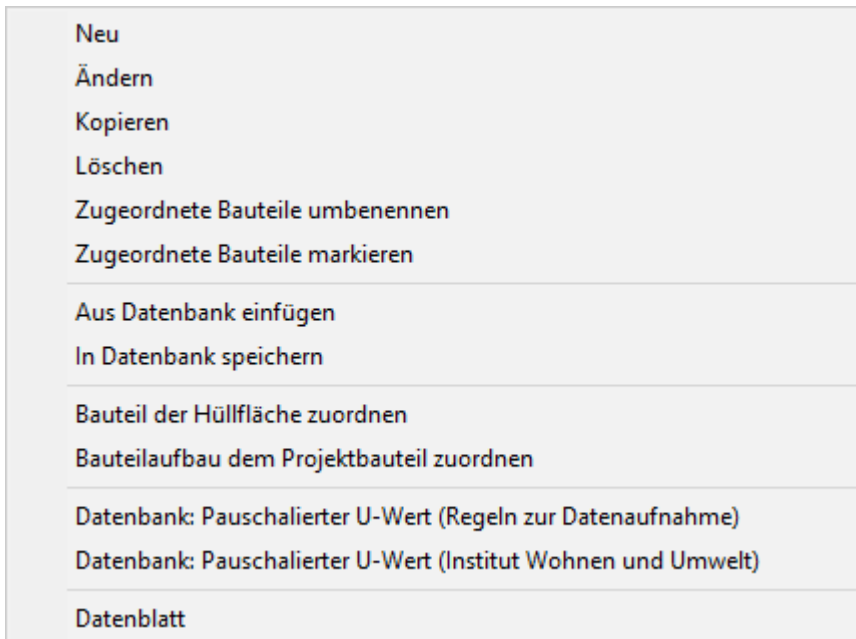 Neu
Ändern
Kopieren
Löschen
Zugeordnete Bauteile umbenennen
Zugeordnete Bauteile markieren
Aus Datenbank einfügen
In Datenbank speichern
Bauteil der Hüllfläche zuordnen
Bauteilaufbau dem Projektbauteil zuordnen
Datenbank: Pauschalierter U-Wert (Regeln zur Datenaufnahme)
Datenbank: Pauschalierter U-Wert (Institut Wohnen und Umwelt)
Datenblatt